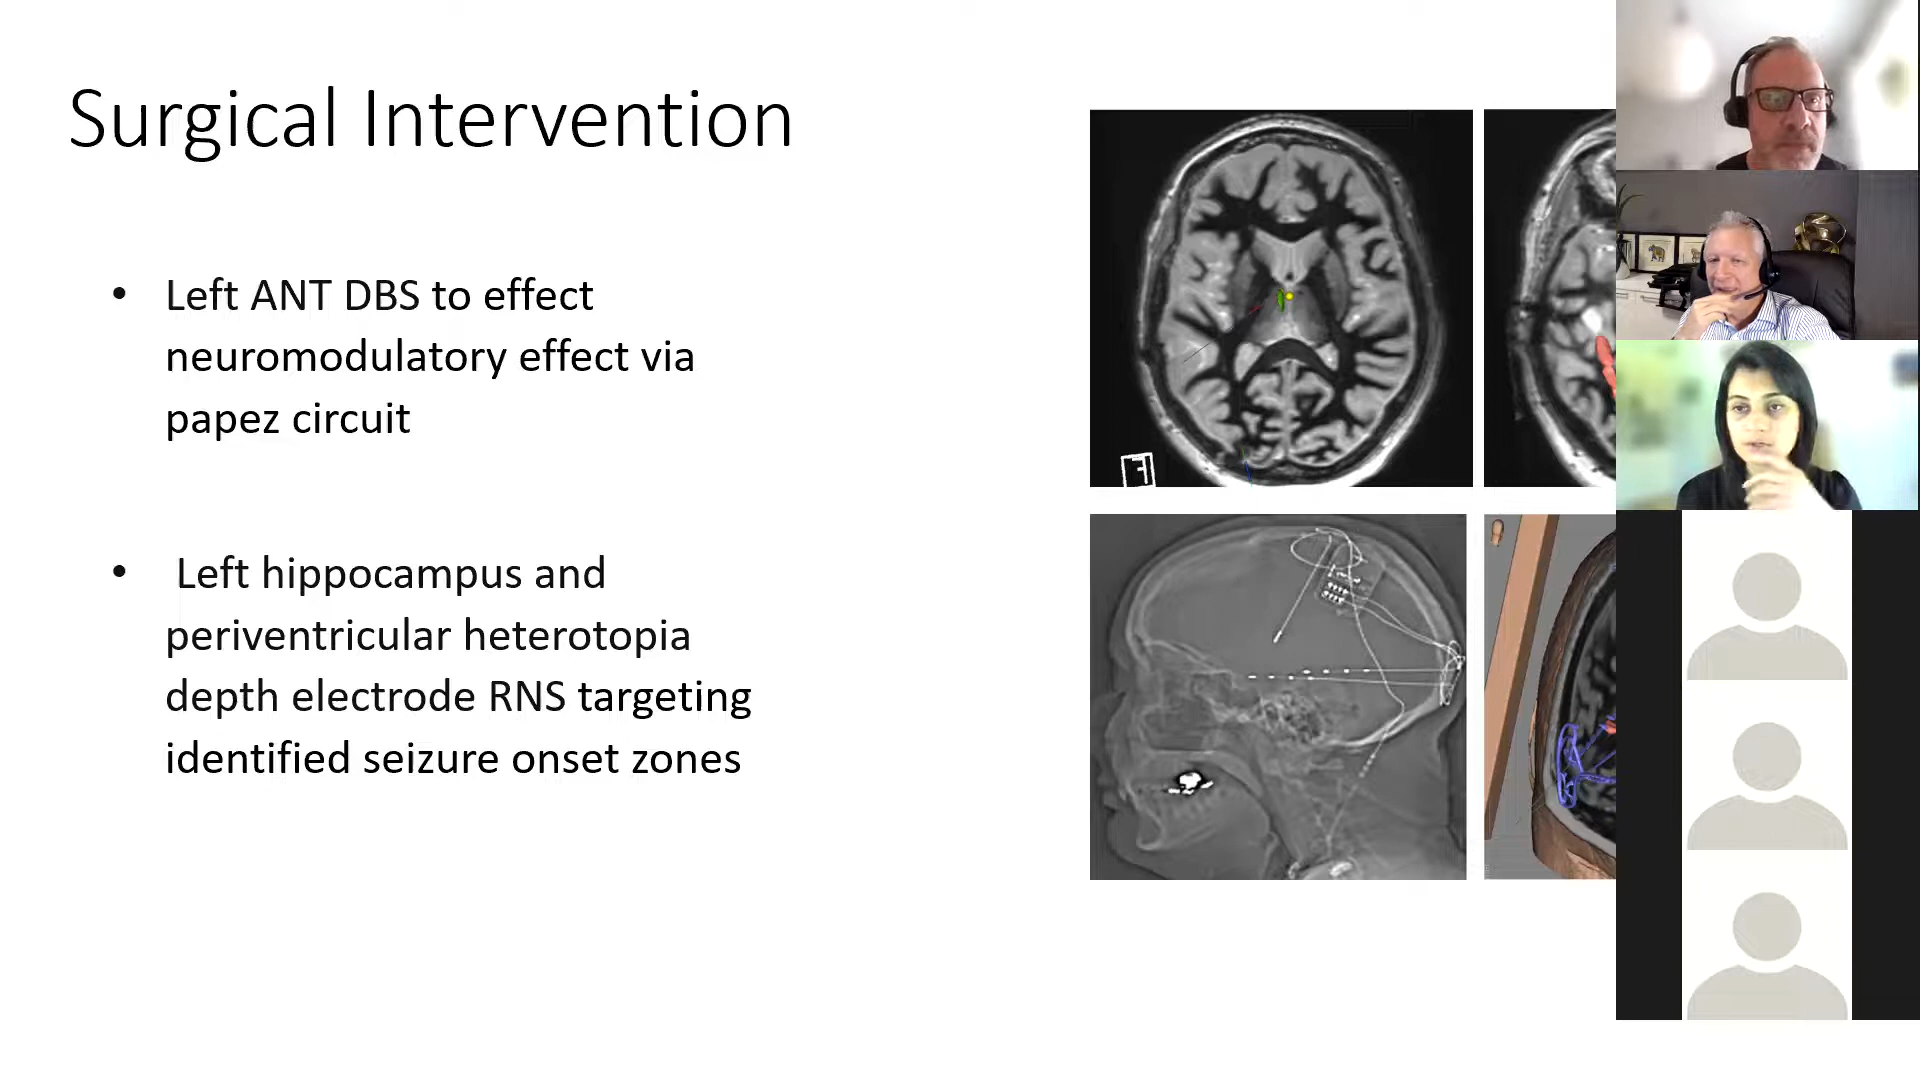 Surgical Intervention
• Left ANT DBS to effect
neuromodulatory effect via
papez circuit
• Left hippocampus and
periventricular heterotopia
depth electrode RNS targeting
identified seizure onset zones
F